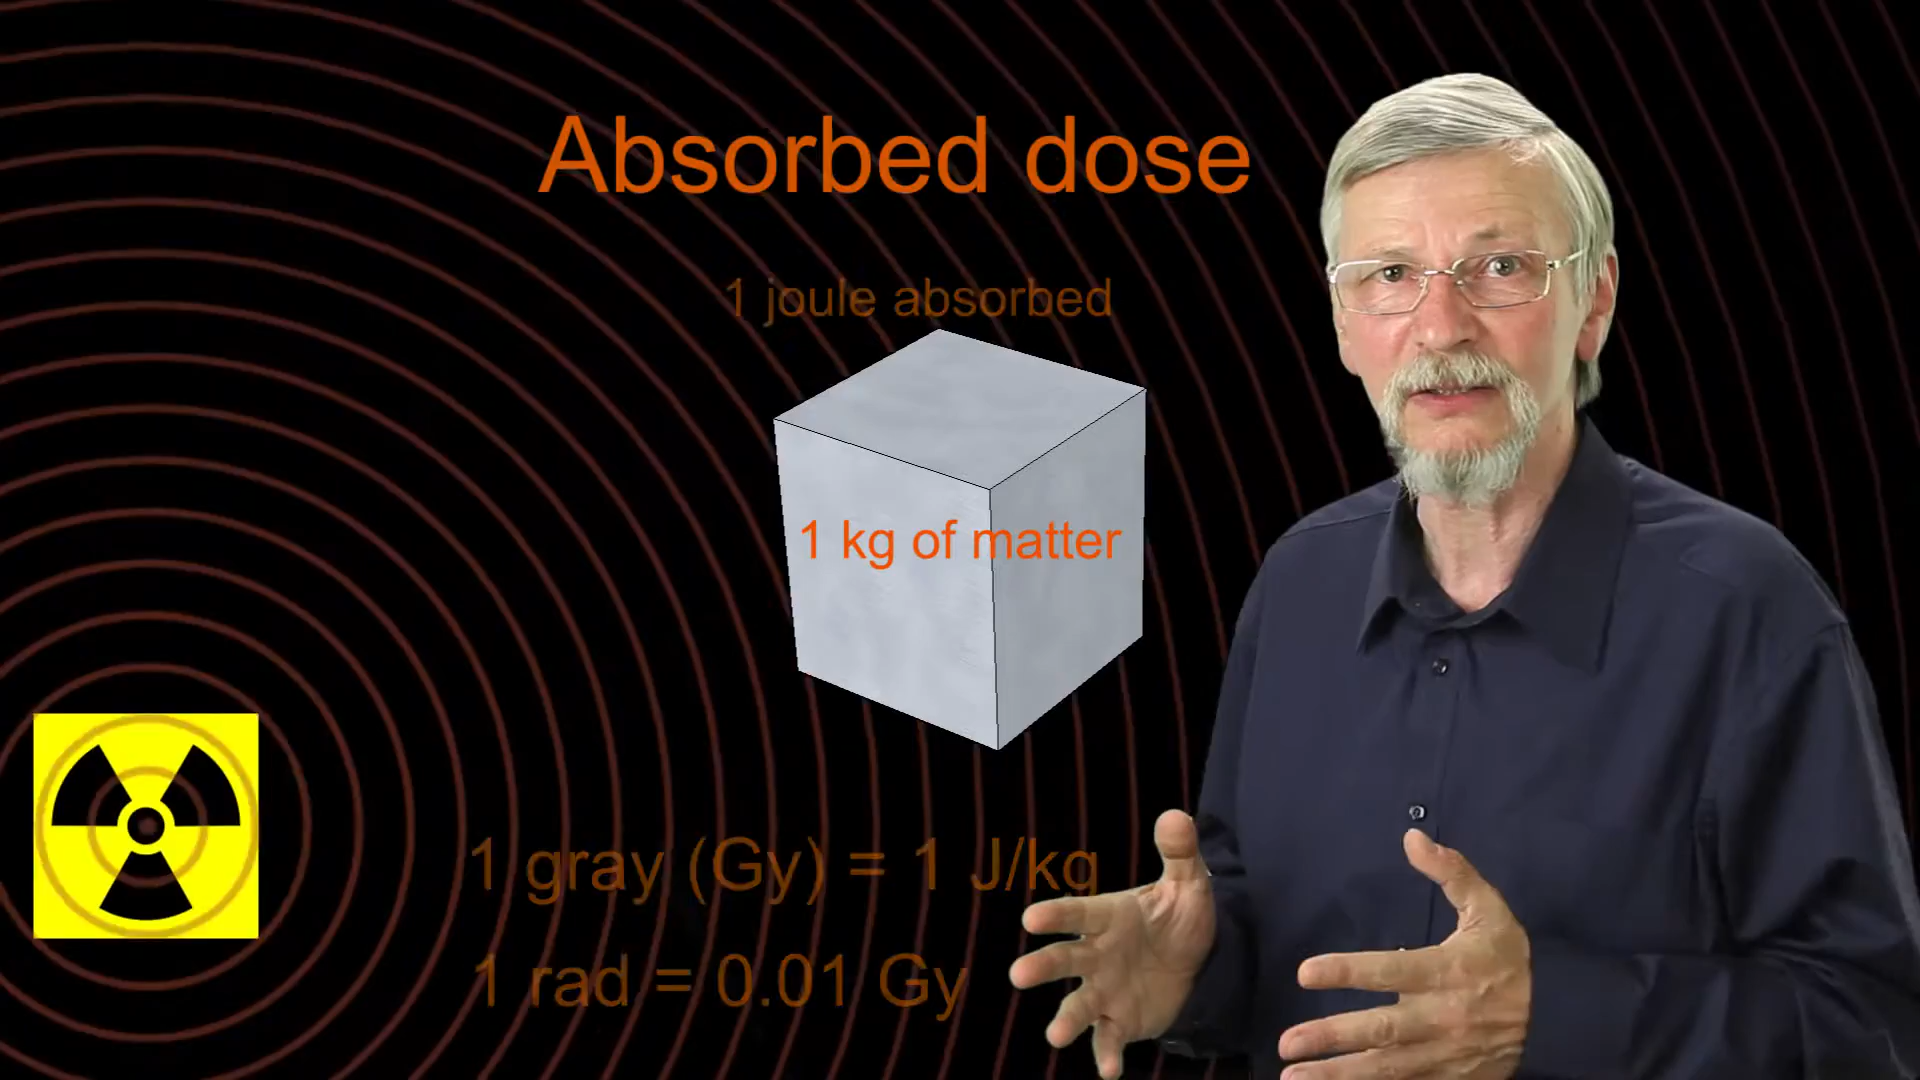 Absorbed dose
1 joule absorbed
1 kg of matter
1 gray (Gy) = 1 J/kg
1 rad = 0.01 Gy